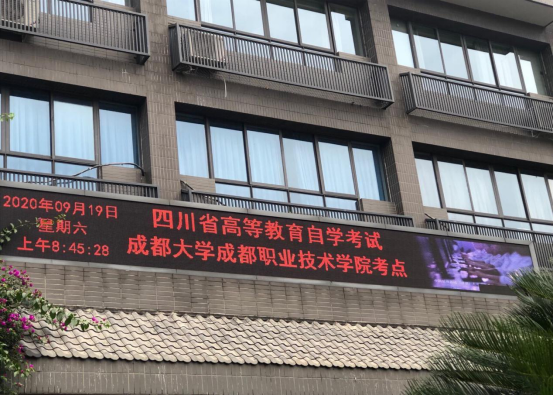 2020年09月19日
星期六
上午8:45:28
四川省高等教育自学考试
成都大学成都职业技术学院考点